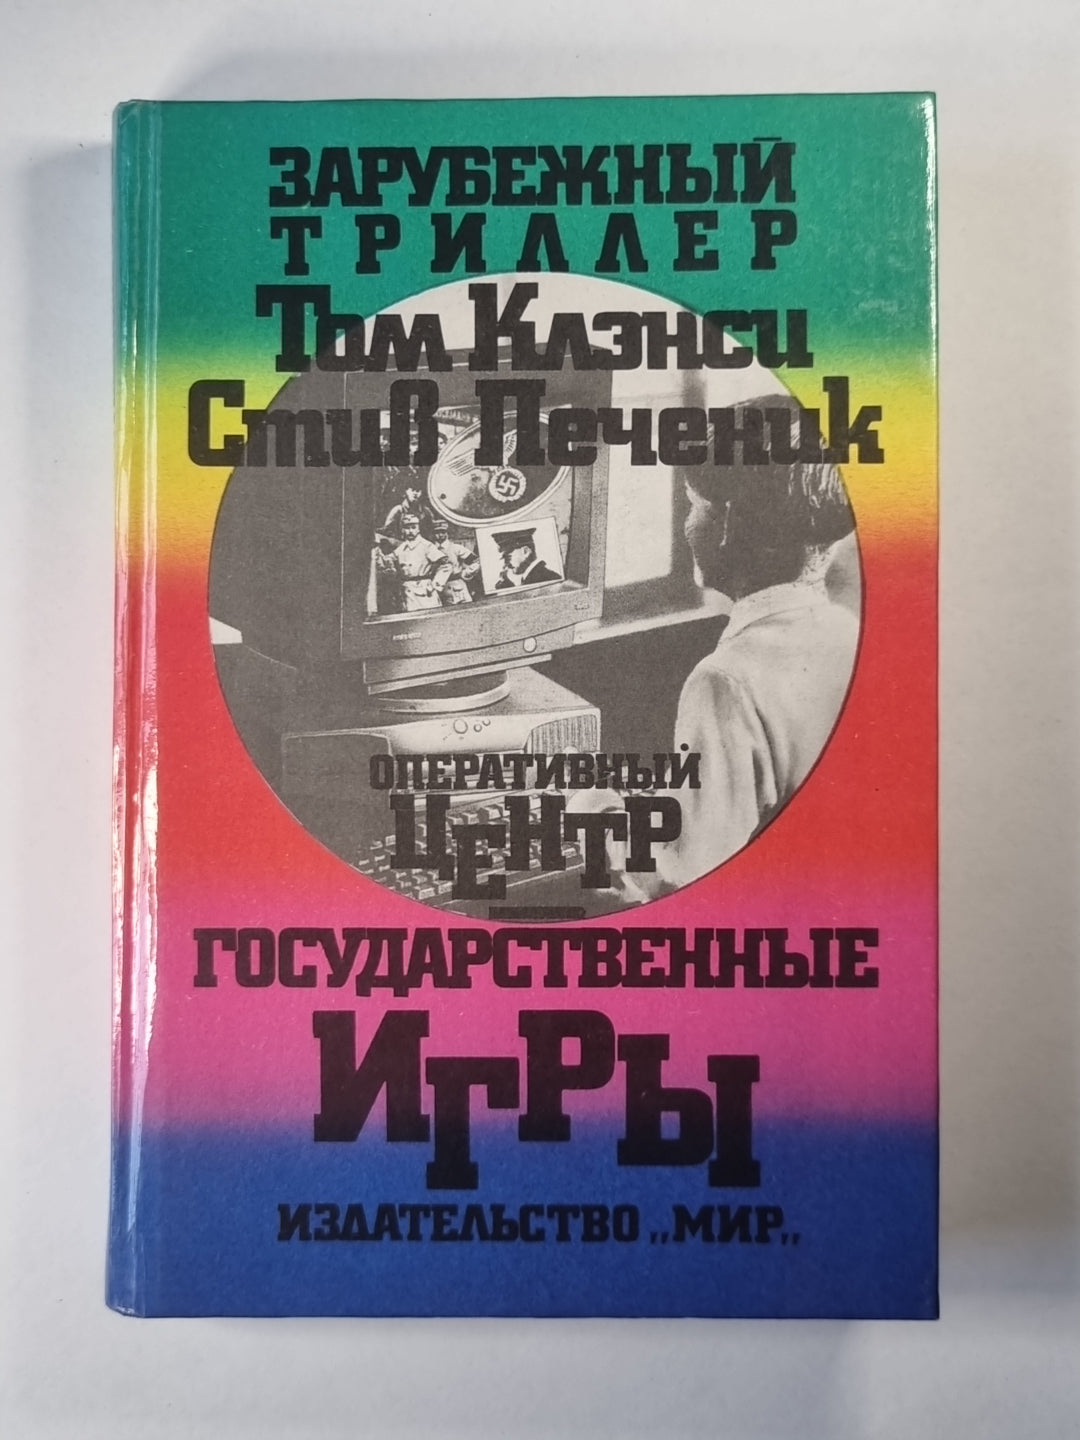 ЗАРУБЕЖНЫЙ
ТРИЛЛЕР
Том Клэнси
Стив Печеник
ОПЕРАТИВНЫЙ
ЦЕНТР
ГОСУДАРСТВЕННЫЕ
ИГРЫ
ИЗДАТЕЛЬСТВО „МИР„